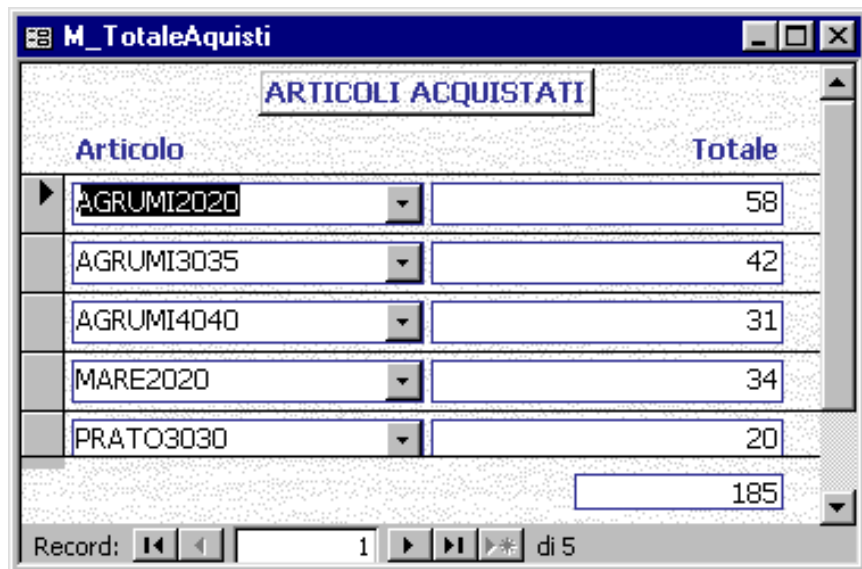 M_TotaleAquisti
ARTICOLI ACQUISTATI
Articolo Totale
AGRUMI2020 58
AGRUMI3035 42
AGRUMI4040 31
MARE2020 34
PRATO3030 20
185
Record: 1 di 5